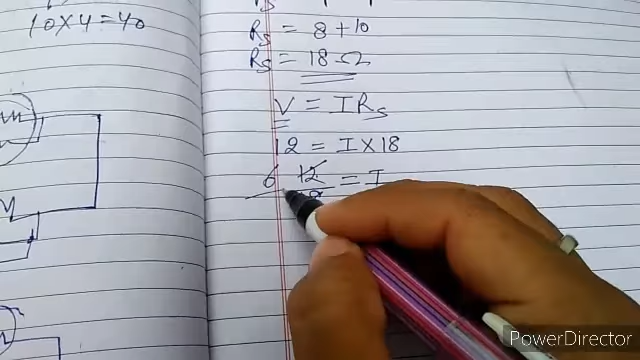 10×4=40
Rs = 8+10
Rs = 18 Ω
V = IRs
12 = I×18
6 12 = I
PowerDirector